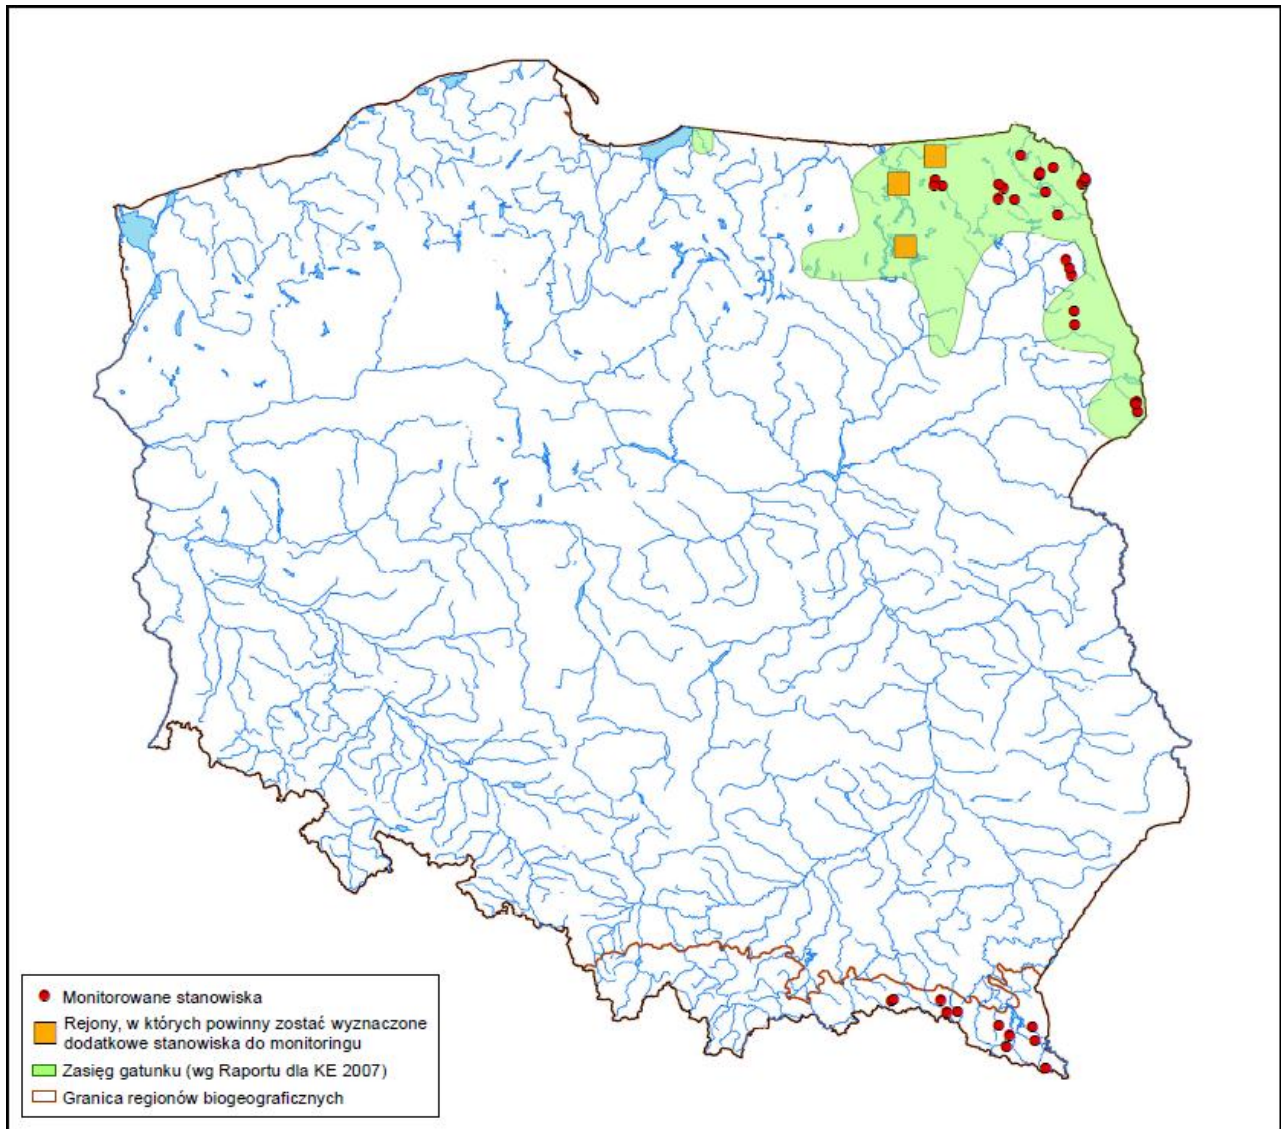 Monitorowane stanowiska
Rejony, w których powinny zostać wyznaczone
dodatkowe stanowiska do monitoringu
Zasięg gatunku (wg Raportu dla KE 2007)
Granica regionów biogeograficznych